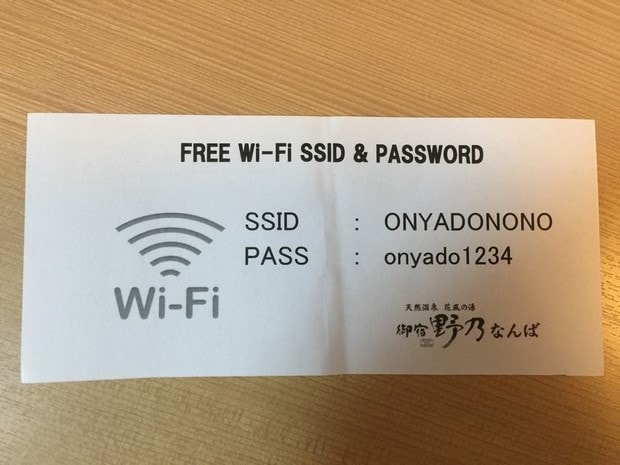 FREE Wi-Fi SSID & PASSWORD
SSID : ONYADONONO
PASS : onyado1234
Wi-Fi
天然温泉 花風の湯
御宿 野乃 なんば